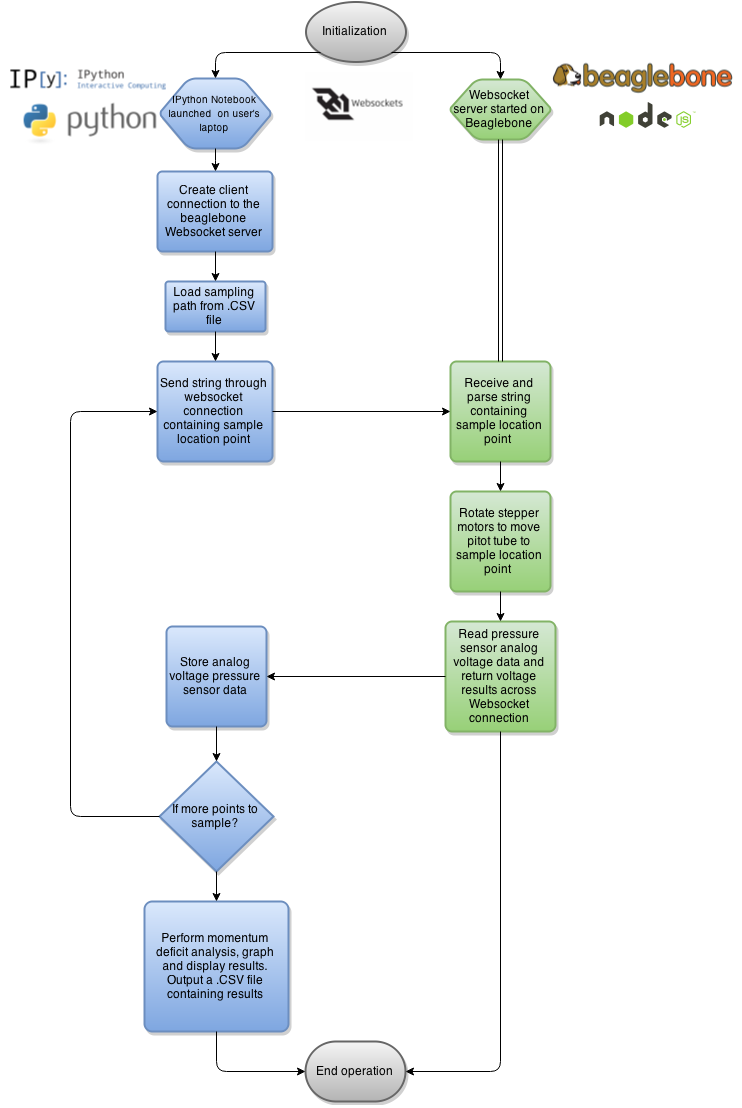 Initialization
IP[y]:
IPython
Interactive Computing
python
IPython Notebook
launched on user's
laptop
Websockets
Websocket
server started on
Beaglebone
beaglebone
node
JS
Create client
connection to the
beaglebone
Websocket server
Load sampling
path from .CSV
file
Send string through
websocket
connection
containing sample
location point
Receive and
parse string
containing
sample location
point
Rotate stepper
motors to move
pitot tube to
sample location
point
Read pressure
sensor analog
voltage data and
return voltage
results across
Websocket
connection
Store analog
voltage pressure
sensor data
If more points to
sample?
Perform momentum
deficit analysis, graph
and display results.
Output a .CSV file
containing results
End operation